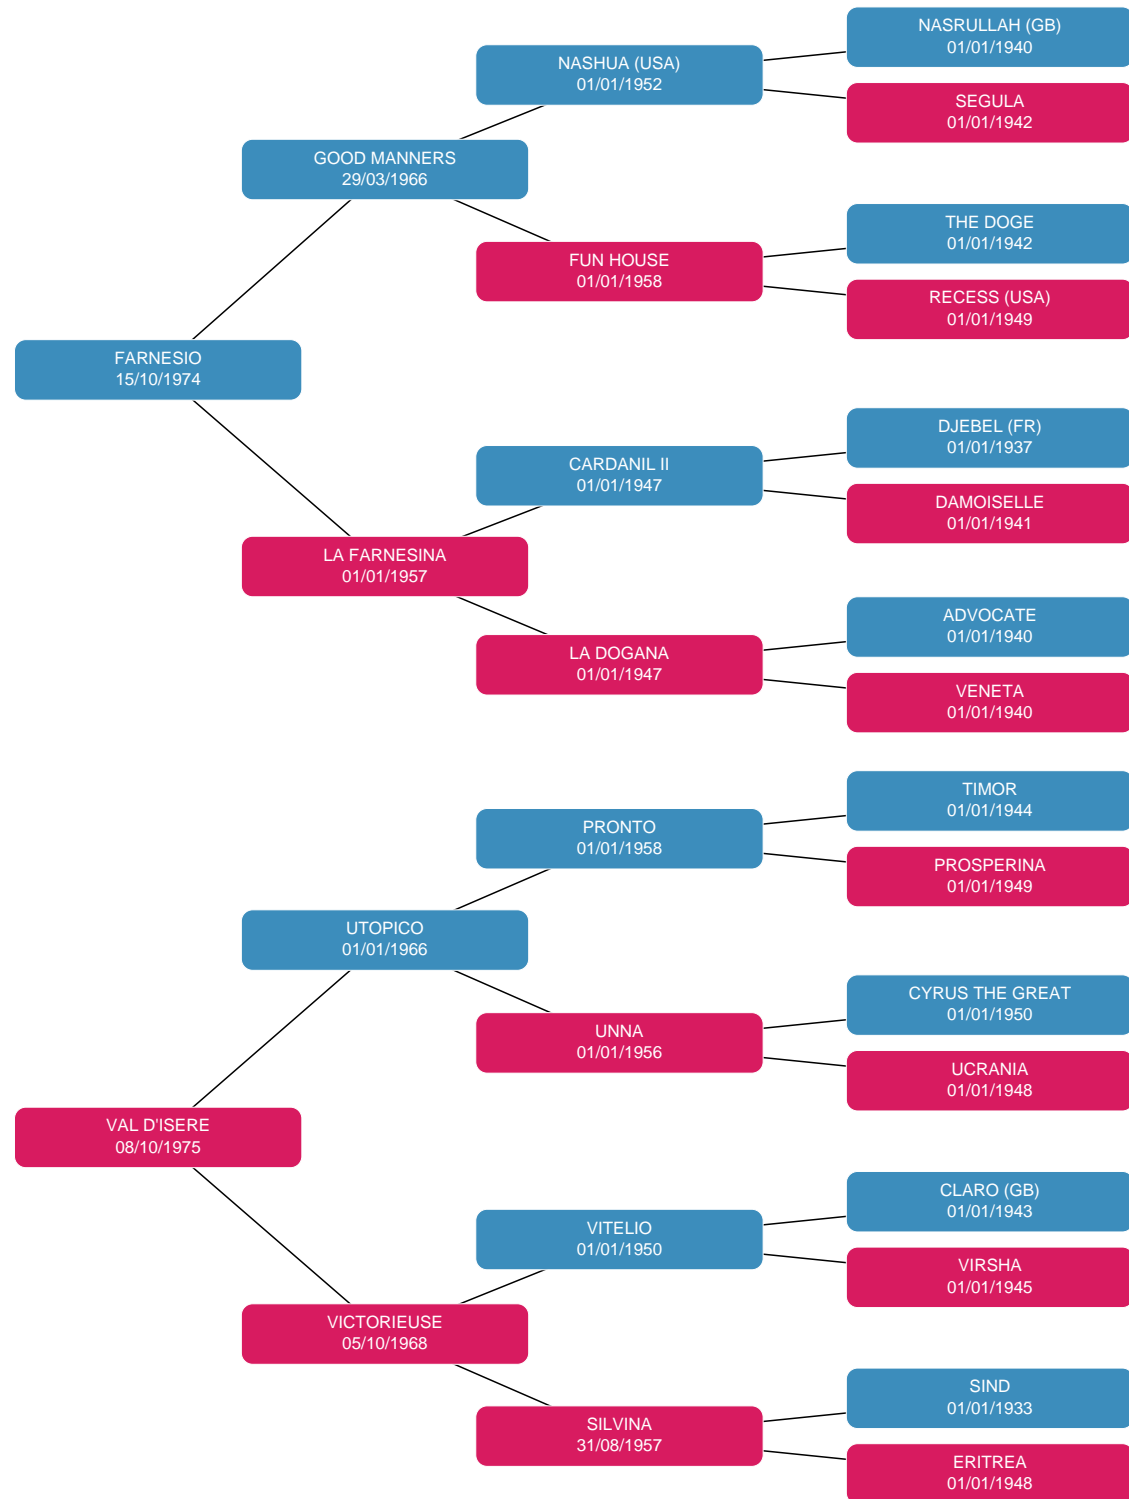 NASRULLAH (GB)
01/01/1940
NASHUA (USA)
01/01/1952
SEGULA
01/01/1942
GOOD MANNERS
29/03/1966
THE DOGE
01/01/1942
FUN HOUSE
01/01/1958
RECESS (USA)
01/01/1949
FARNESIO
15/10/1974
DJEBEL (FR)
01/01/1937
CARDANIL II
01/01/1947
DAMOISELLE
01/01/1941
LA FARNESINA
01/01/1957
ADVOCATE
01/01/1940
LA DOGANA
01/01/1947
VENETA
01/01/1940
TIMOR
01/01/1944
PRONTO
01/01/1958
PROSPERINA
01/01/1949
UTOPICO
01/01/1966
CYRUS THE GREAT
01/01/1950
UNNA
01/01/1956
UCRANIA
01/01/1948
VAL D'ISERE
08/10/1975
CLARO (GB)
01/01/1943
VITELIO
01/01/1950
VIRSHA
01/01/1945
VICTORIEUSE
05/10/1968
SIND
01/01/1933
SILVINA
31/08/1957
ERITREA
01/01/1948